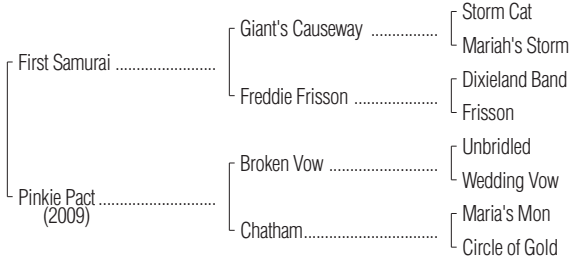 Storm Cat
Giant's Causeway ..................
Mariah's Storm
First Samurai .......................
Dixieland Band
Freddie Frisson ...................
Frisson
Unbridled
Broken Vow .........................
Wedding Vow
Pinkie Pact ...........................
(2009)
Maria's Mon
Chatham...............................
Circle of Gold